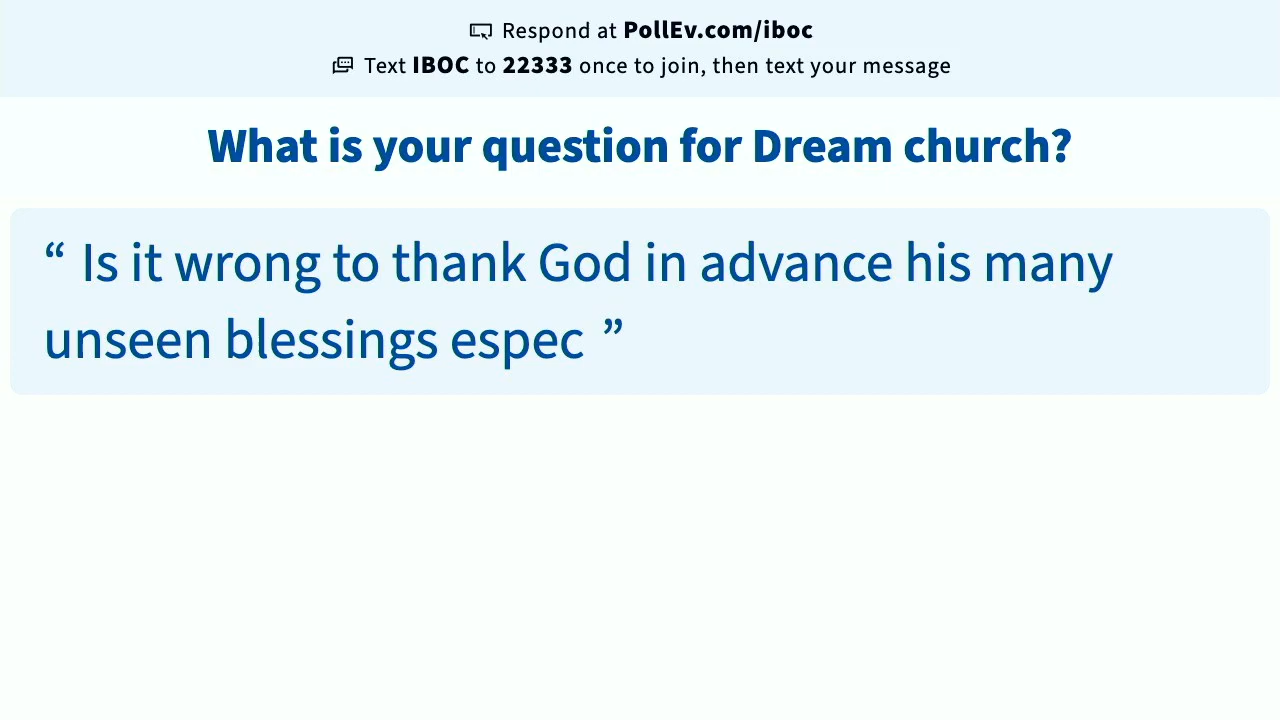 Respond at PollEv.com/iboc
Text IBOC to 22333 once to join, then text your message
What is your question for Dream church?
“ Is it wrong to thank God in advance his many
unseen blessings espec ”